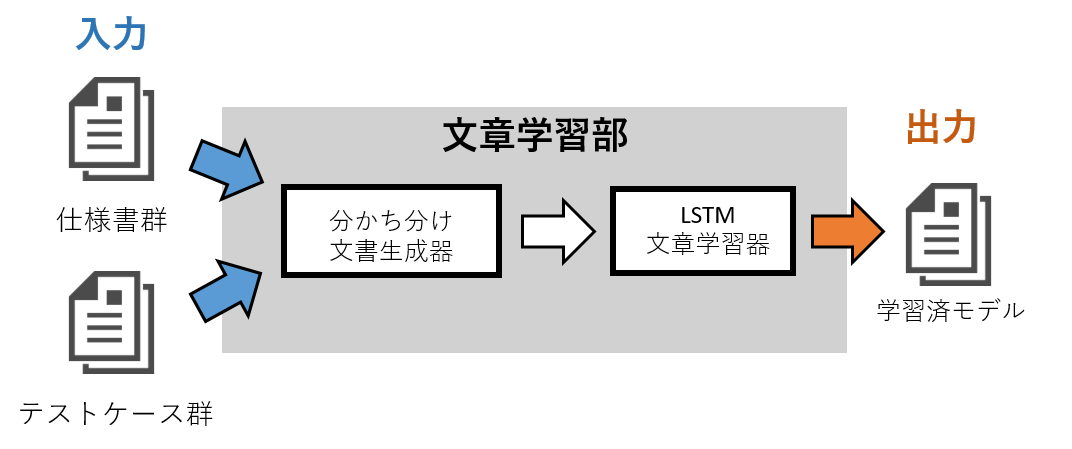 入力
仕様書群
テストケース群
文章学習部
分かち分け
文書生成器
LSTM
文章学習器
出力
学習済モデル